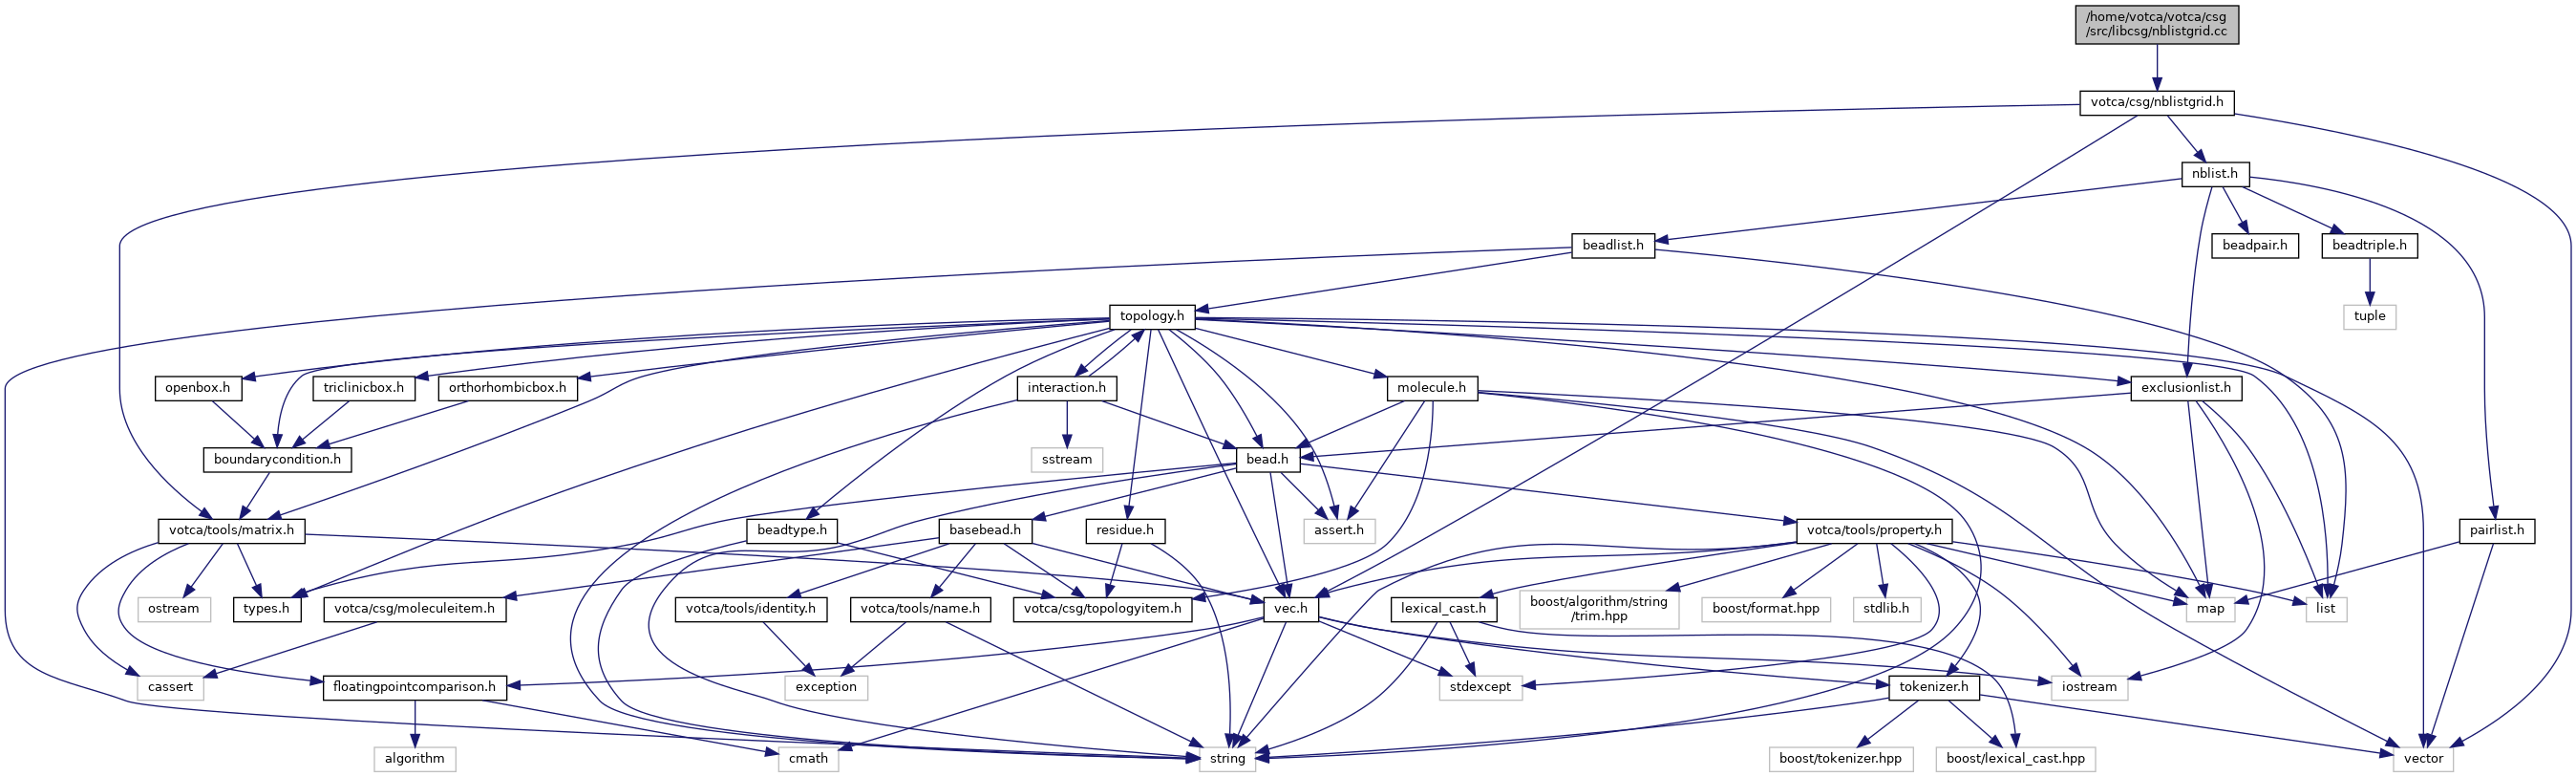 /home/votca/votca/csg
/src/libcsg/nblistgrid.cc
votca/csg/nblistgrid.h
nblist.h
beadlist.h
beadpair.h
beadtriple.h
topology.h
tuple
openbox.h
triclinicbox.h
orthorhombicbox.h
interaction.h
molecule.h
exclusionlist.h
boundarycondition.h
sstream
bead.h
votca/tools/matrix.h
beadtype.h
basebead.h
residue.h
assert.h
votca/tools/property.h
pairlist.h
ostream
types.h
votca/csg/moleculeitem.h
votca/tools/identity.h
votca/tools/name.h
votca/csg/topologyitem.h
vec.h
lexical_cast.h
boost/algorithm/string
/trim.hpp
boost/format.hpp
stdlib.h
map
list
cassert
floatingpointcomparison.h
exception
stdexcept
tokenizer.h
iostream
algorithm
cmath
string
boost/tokenizer.hpp
boost/lexical_cast.hpp
vector